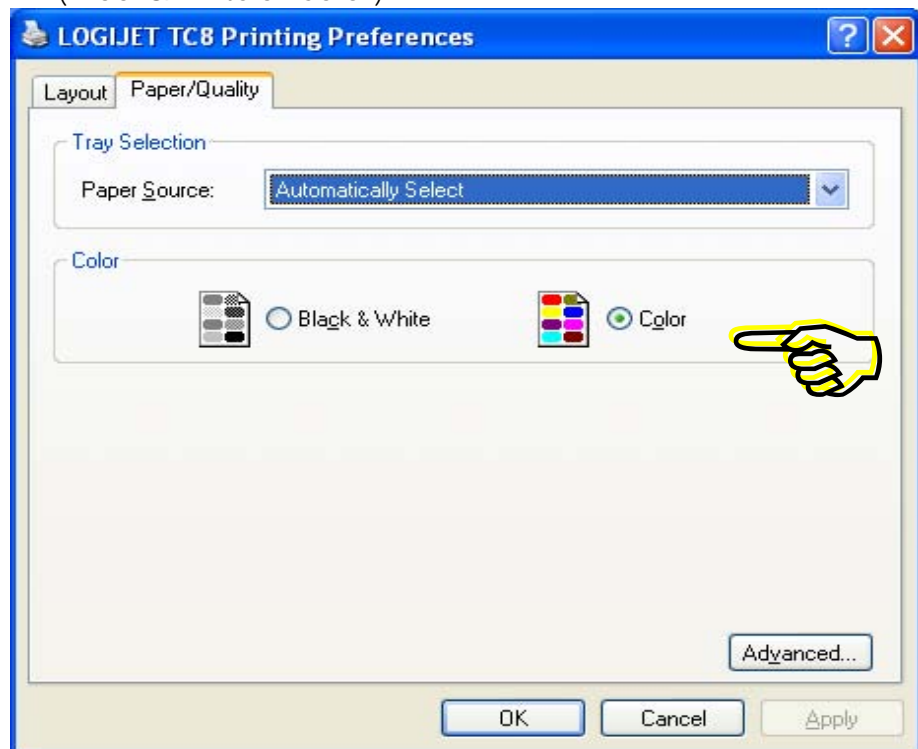 LOGIJET TC8 Printing Preferences
Layout Paper/Quality
Tray Selection
Paper Source: Automatically Select
Color
Black & White Color
Advanced...
OK Cancel Apply